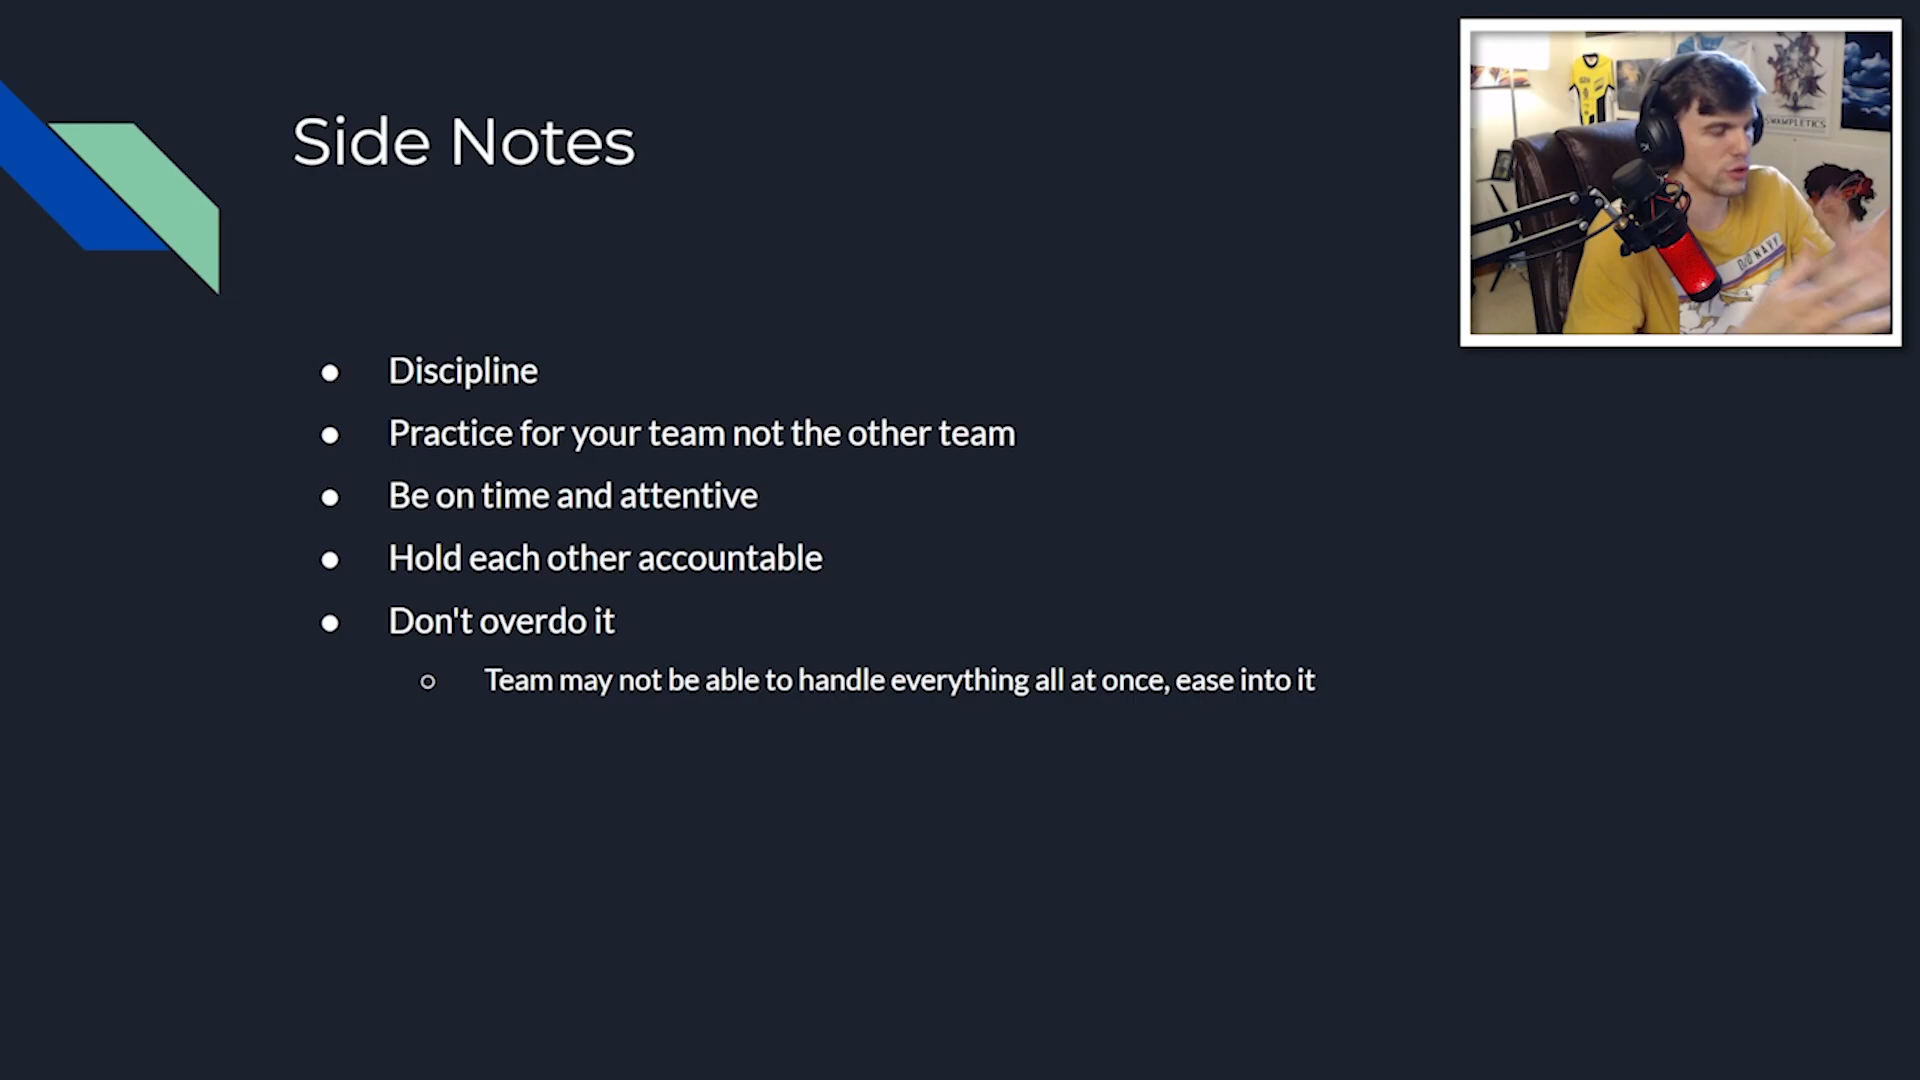 Side Notes
Discipline
Practice for your team not the other team
Be on time and attentive
Hold each other accountable
Don't overdo it
Team may not be able to handle everything all at once, ease into it
SWAMPLETICS